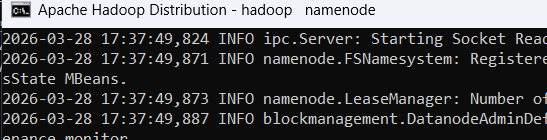 Apache Hadoop Distribution - hadoop namenode
2026-03-28 17:37:49,824 INFO ipc.Server: Starting Socket Reac
2026-03-28 17:37:49,871 INFO namenode.FSNamesystem: Registere
sState MBeans.
2026-03-28 17:37:49,873 INFO namenode.LeaseManager: Number of
2026-03-28 17:37:49,887 INFO blockmanagement.DatanodeAdminDef
enance monitor